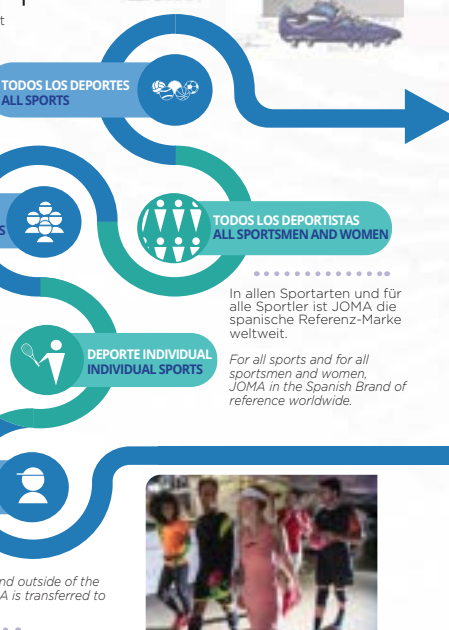 t
TODOS LOS DEPORTES
ALL SPORTS
S
TODOS LOS DEPORTISTAS
ALL SPORTSMEN AND WOMEN
In allen Sportarten und für
alle Sportler ist JOMA die
spanische Referenz-Marke
weltweit.
For all sports and for all
sportsmen and women,
JOMA in the Spanish Brand of
reference worldwide.
DEPORTE INDIVIDUAL
INDIVIDUAL SPORTS
nd outside of the
A is transferred to